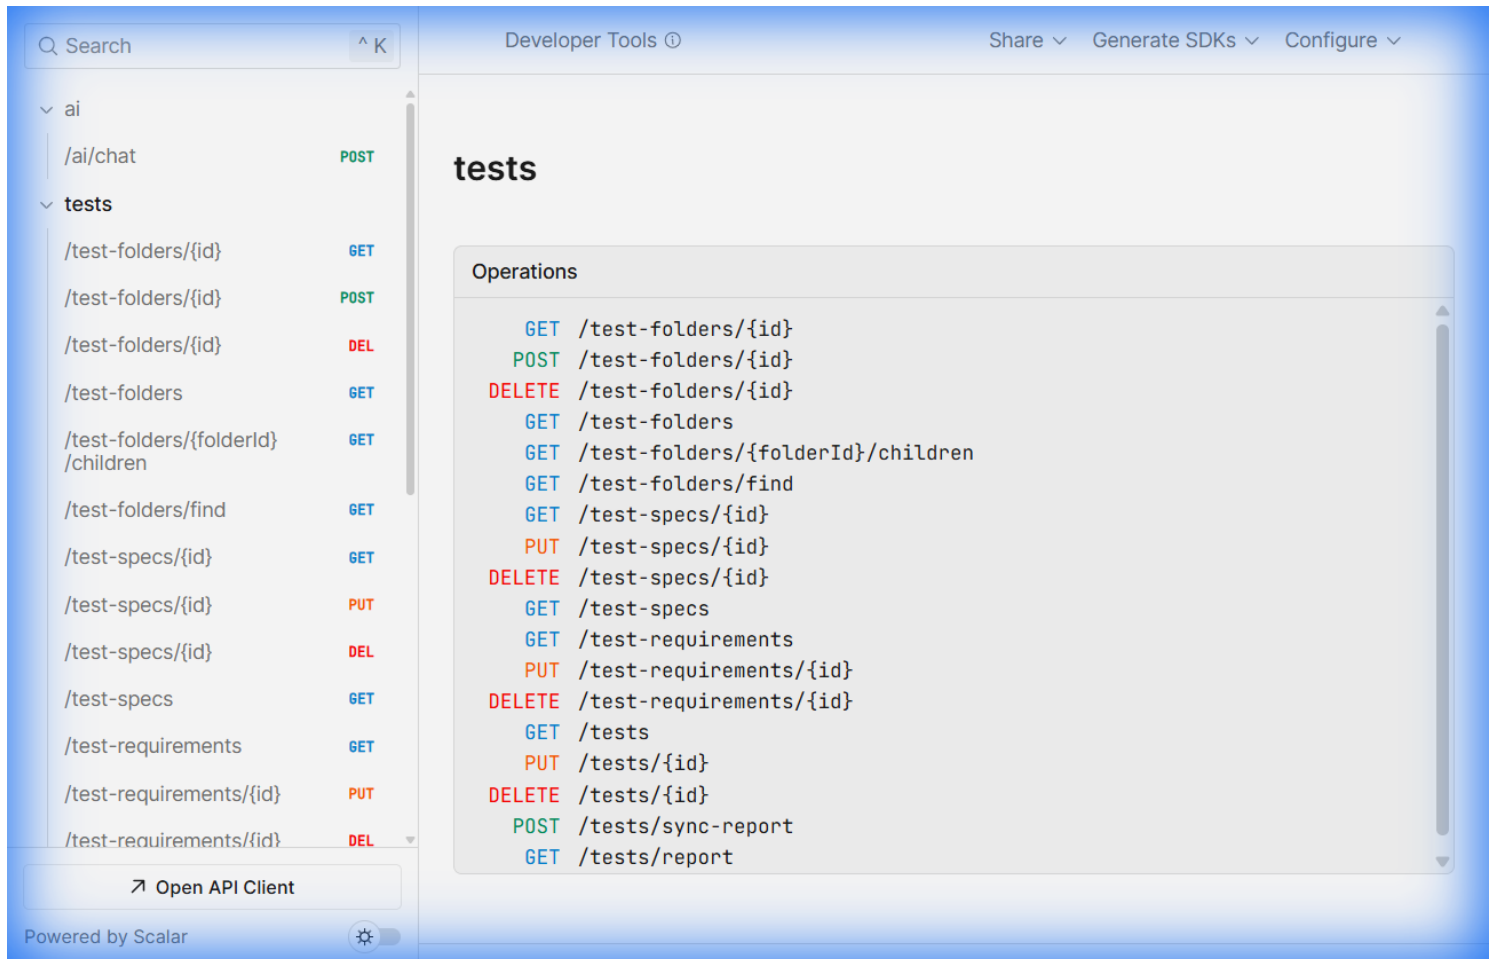 Search
^ K
Developer Tools
Share
Generate SDKs
Configure
ai
/ai/chat POST
tests
/test-folders/{id} GET
/test-folders/{id} POST
/test-folders/{id} DEL
/test-folders GET
/test-folders/{folderId} GET
/children
/test-folders/find GET
/test-specs/{id} GET
/test-specs/{id} PUT
/test-specs/{id} DEL
/test-specs GET
/test-requirements GET
/test-requirements/{id} PUT
/test-requirements/{id} DEL
Open API Client
Powered by Scalar
tests
Operations
GET /test-folders/{id}
POST /test-folders/{id}
DELETE /test-folders/{id}
GET /test-folders
GET /test-folders/{folderId}/children
GET /test-folders/find
GET /test-specs/{id}
PUT /test-specs/{id}
DELETE /test-specs/{id}
GET /test-specs
GET /test-requirements
PUT /test-requirements/{id}
DELETE /test-requirements/{id}
GET /tests
PUT /tests/{id}
DELETE /tests/{id}
POST /tests/sync-report
GET /tests/report